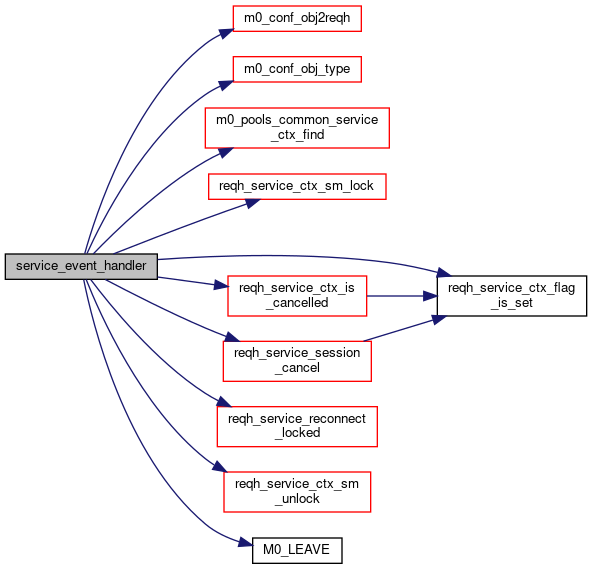 m0_conf_obj2reqh
m0_conf_obj_type
m0_pools_common_service
_ctx_find
reqh_service_ctx_sm_lock
service_event_handler
reqh_service_ctx_is
_cancelled
reqh_service_ctx_flag
_is_set
reqh_service_session
_cancel
reqh_service_reconnect
_locked
reqh_service_ctx_sm
_unlock
M0_LEAVE